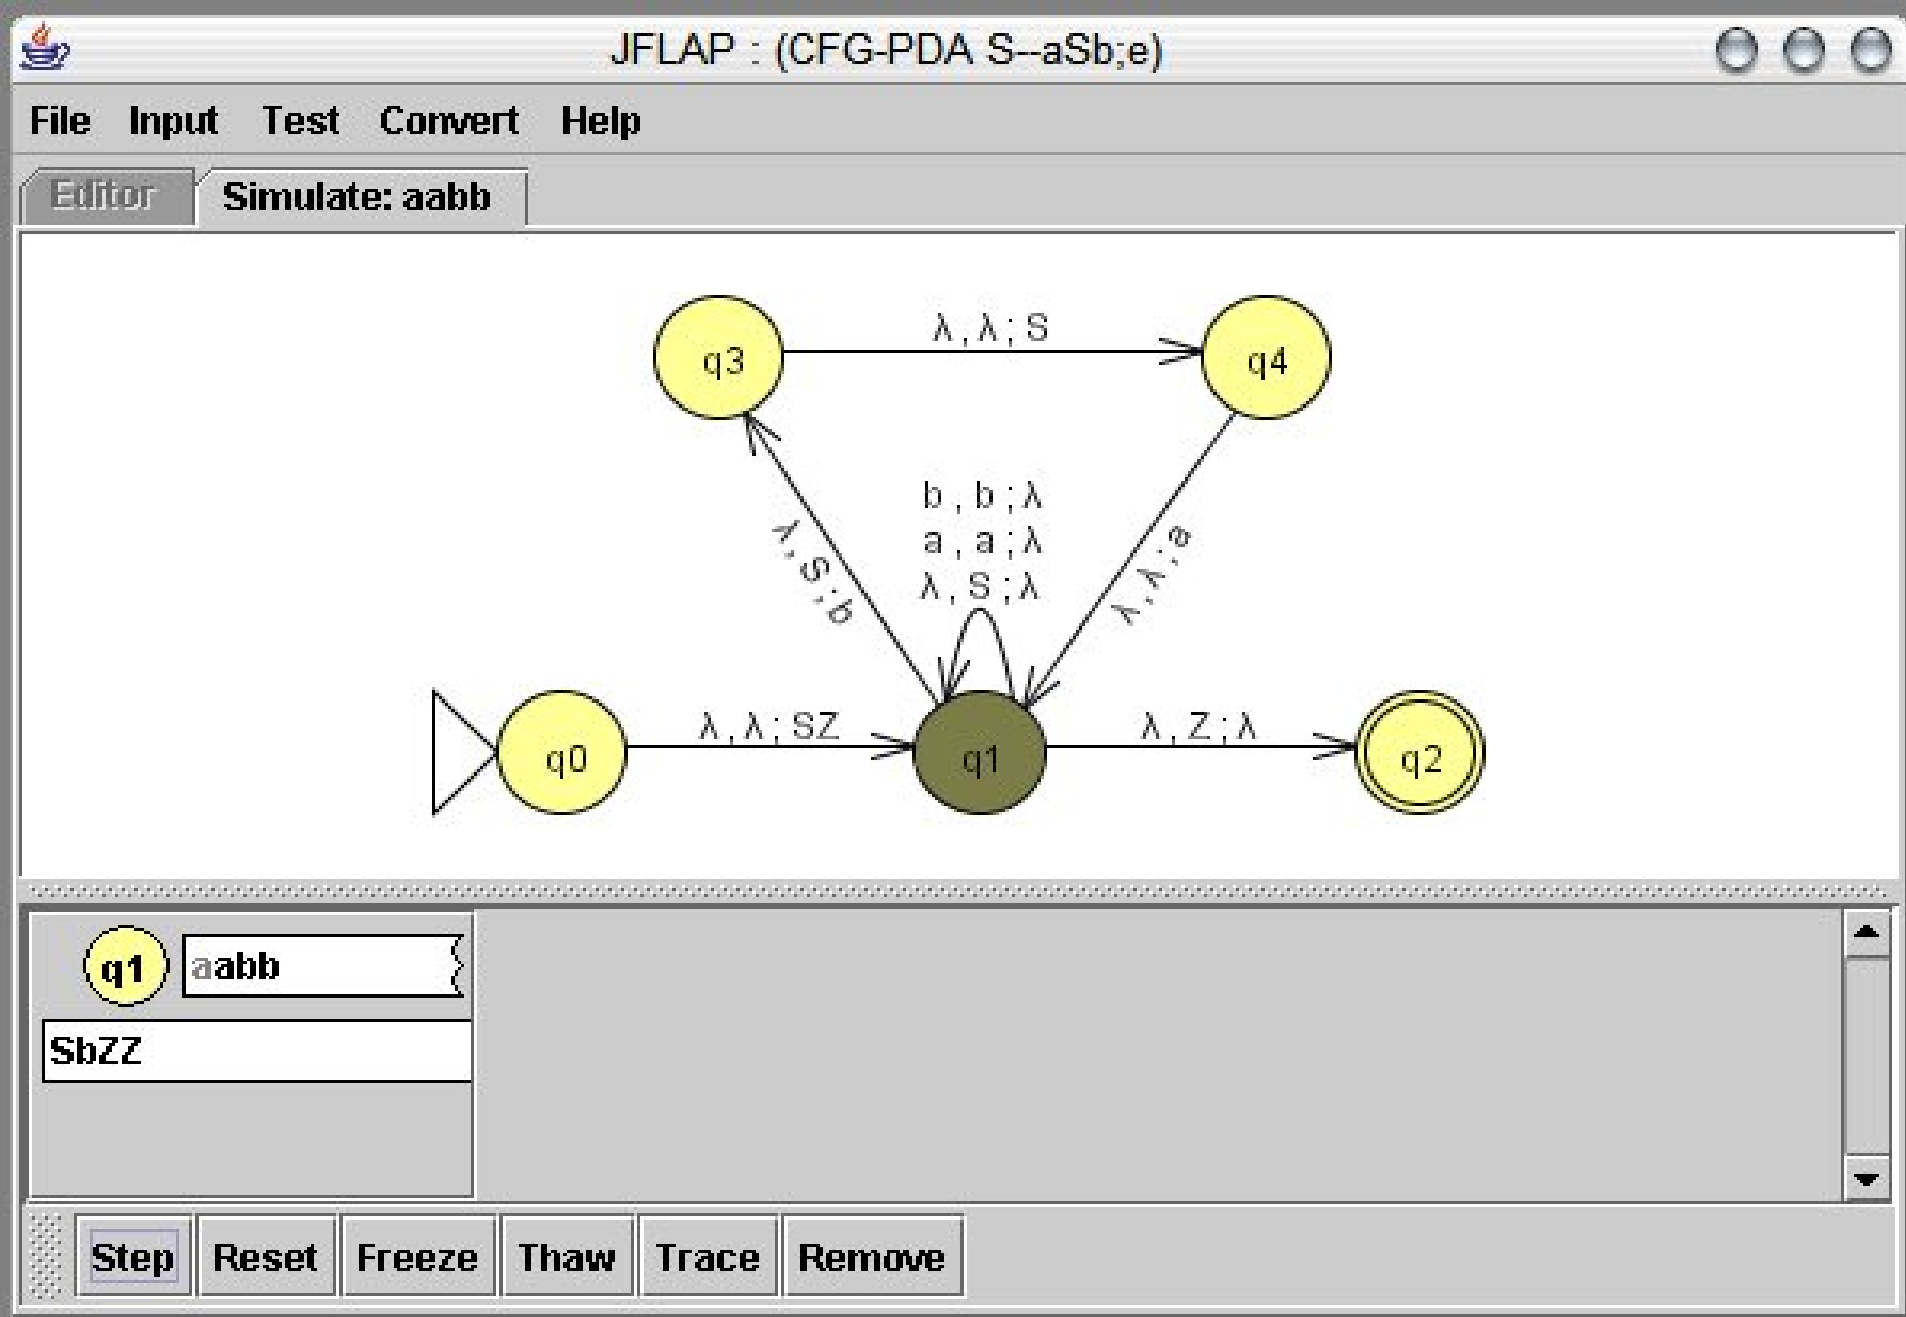 JFLAP : (CFG-PDA S--aSb;e)
File Input Test Convert Help
Editor Simulate: aabb
q3
λ , λ ; S
q4
λ , S ; b
b , b ; λ
a , a ; λ
λ , S ; λ
λ , λ ; a
q0
λ , λ ; SZ
q1
λ , Z ; λ
q2
q1 aabb
SbZZ
Step Reset Freeze Thaw Trace Remove